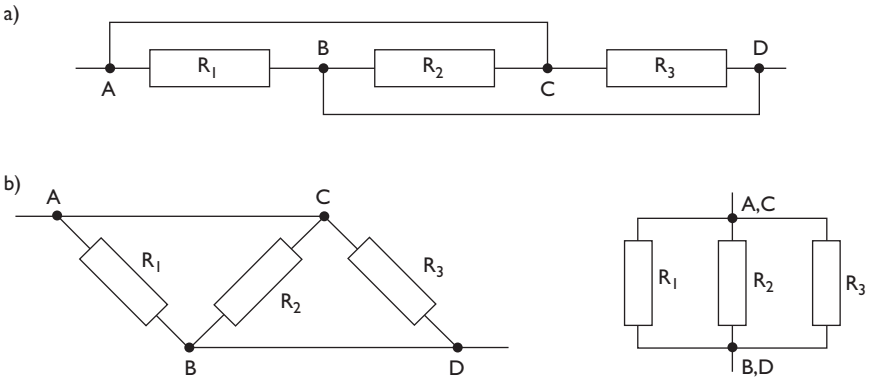 a)
B D
R₁ R₂ R₃
A C
b)
A C A,C
R₁ R₂ R₃ R₁ R₂ R₃
B D B,D